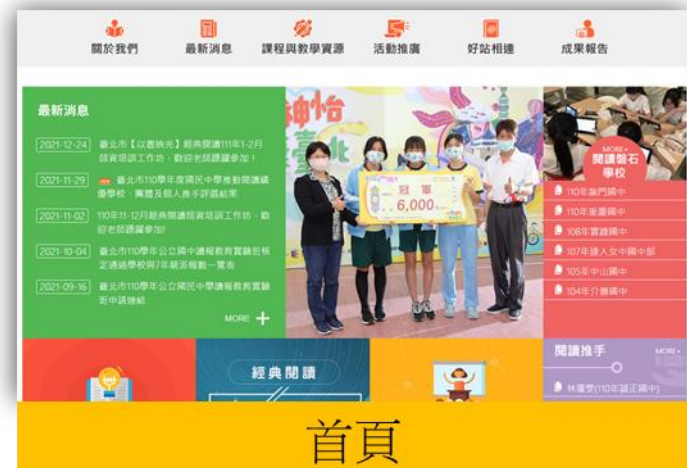 關於我們
最新消息
課程與教學資源
活動推廣
好站相連
成果報告
最新消息
2021-12-24 臺北市【以書映光】經典閱讀111年1-2月
師資培訓工作坊，歡迎老師踴躍參加！
2021-11-29 臺北市110學年度國民中學推動閱讀績
優學校、團體及個人推手評選結果
2021-11-02 110年11-12月經典閱讀師資培訓工作坊，歡
迎老師踴躍參加!
2021-10-04 臺北市110學年公立國中讀報教育實驗班核
定通過學校與7年級派報數一覽表
2021-09-16 臺北市110學年公立國民中學讀報教育實驗
班申請連結
MORE
冠軍
6,000
MORE+
閱讀磐石
學校
110年龍門國中
110年重慶國中
108年實踐國中
107年達人女中國中部
105年中山國中
104年介壽國中
經典閱讀
閱讀推手
MORE+
首頁